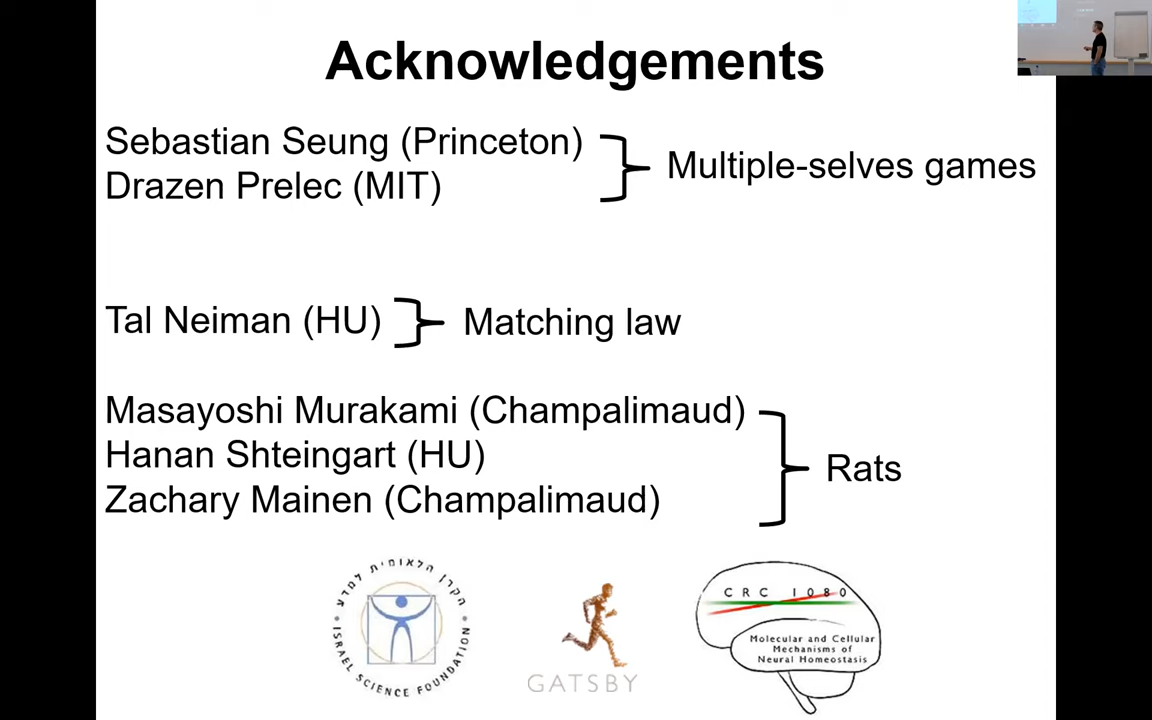 Acknowledgements
Sebastian Seung (Princeton)
Drazen Prelec (MIT)
Multiple-selves games
Tal Neiman (HU)
Matching law
Masayoshi Murakami (Champalimaud)
Hanan Shteingart (HU)
Zachary Mainen (Champalimaud)
Rats
הקרן הלאומית למדע
ISRAEL SCIENCE FOUNDATION
GATSBY
CRC 1080
Molecular and Cellular
Mechanisms of
Neural Homeostasis